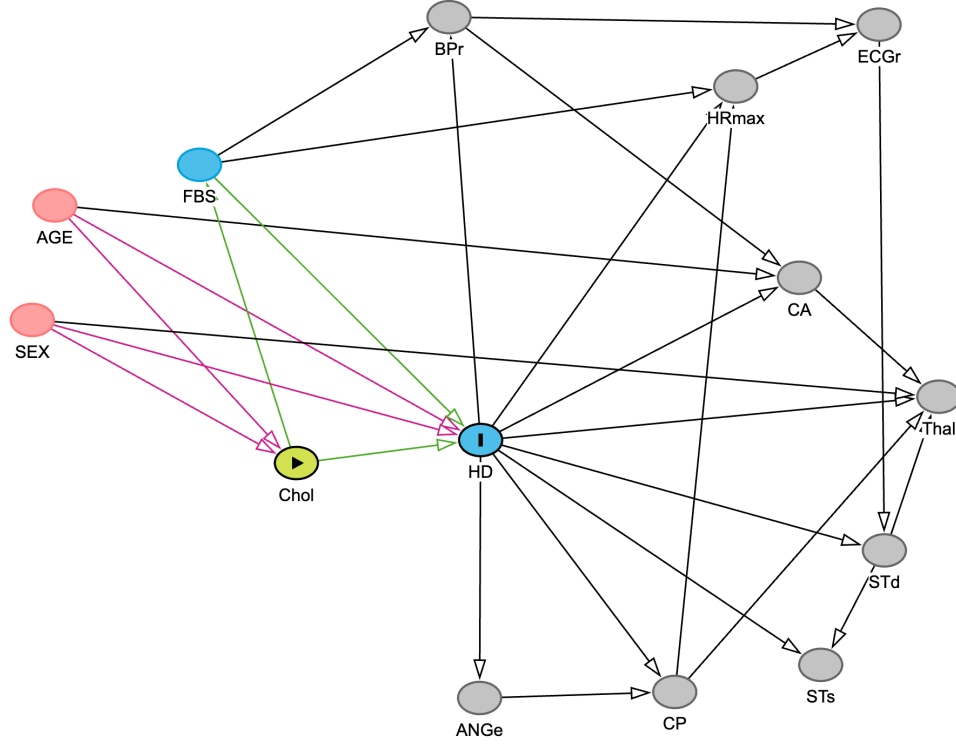 BPr
ECGr
HRmax
FBS
AGE
CA
SEX
Thal
HD
Chol
STd
STs
CP
ANGe